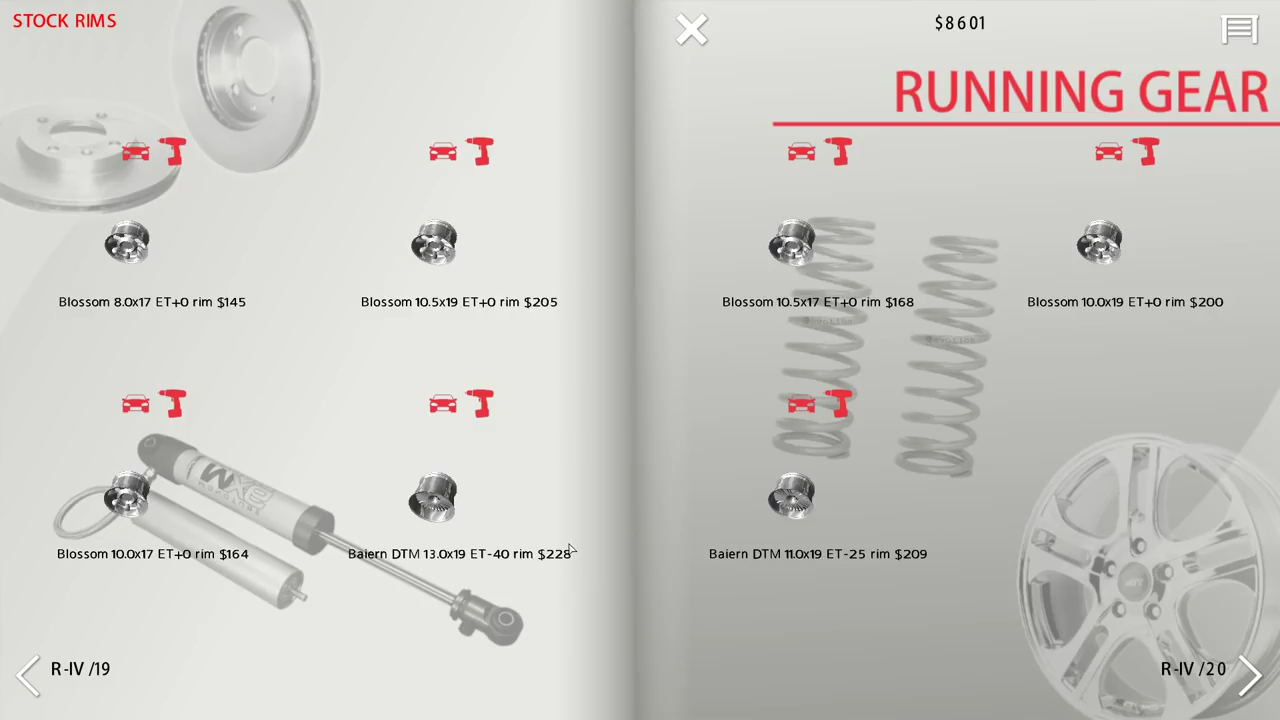 STOCK RIMS
$8601
RUNNING GEAR
Blossom 8.0x17 ET+0 rim $145
Blossom 10.5x19 ET+0 rim $205
Blossom 10.5x17 ET+0 rim $168
Blossom 10.0x19 ET+0 rim $200
Blossom 10.0x17 ET+0 rim $164
Baiern DTM 13.0x19 ET-40 rim $228
Baiern DTM 11.0x19 ET-25 rim $209
R-IV /19
R-IV /20